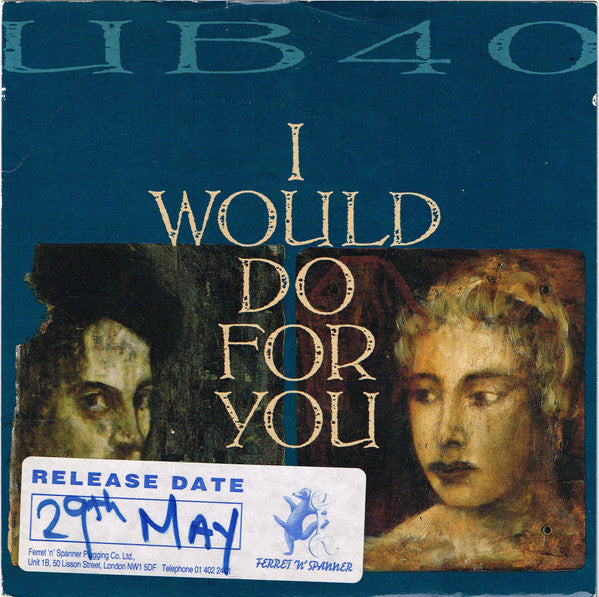 UB40
I
WOULD
DO
FOR
YOU
RELEASE DATE
29th MAY
Ferret 'n' Spanner Plugging Co. Ltd.,
Unit 1B, 50 Lisson Street, London NW1 5DF Telephone 01 402
FERRET 'N' SPANNER